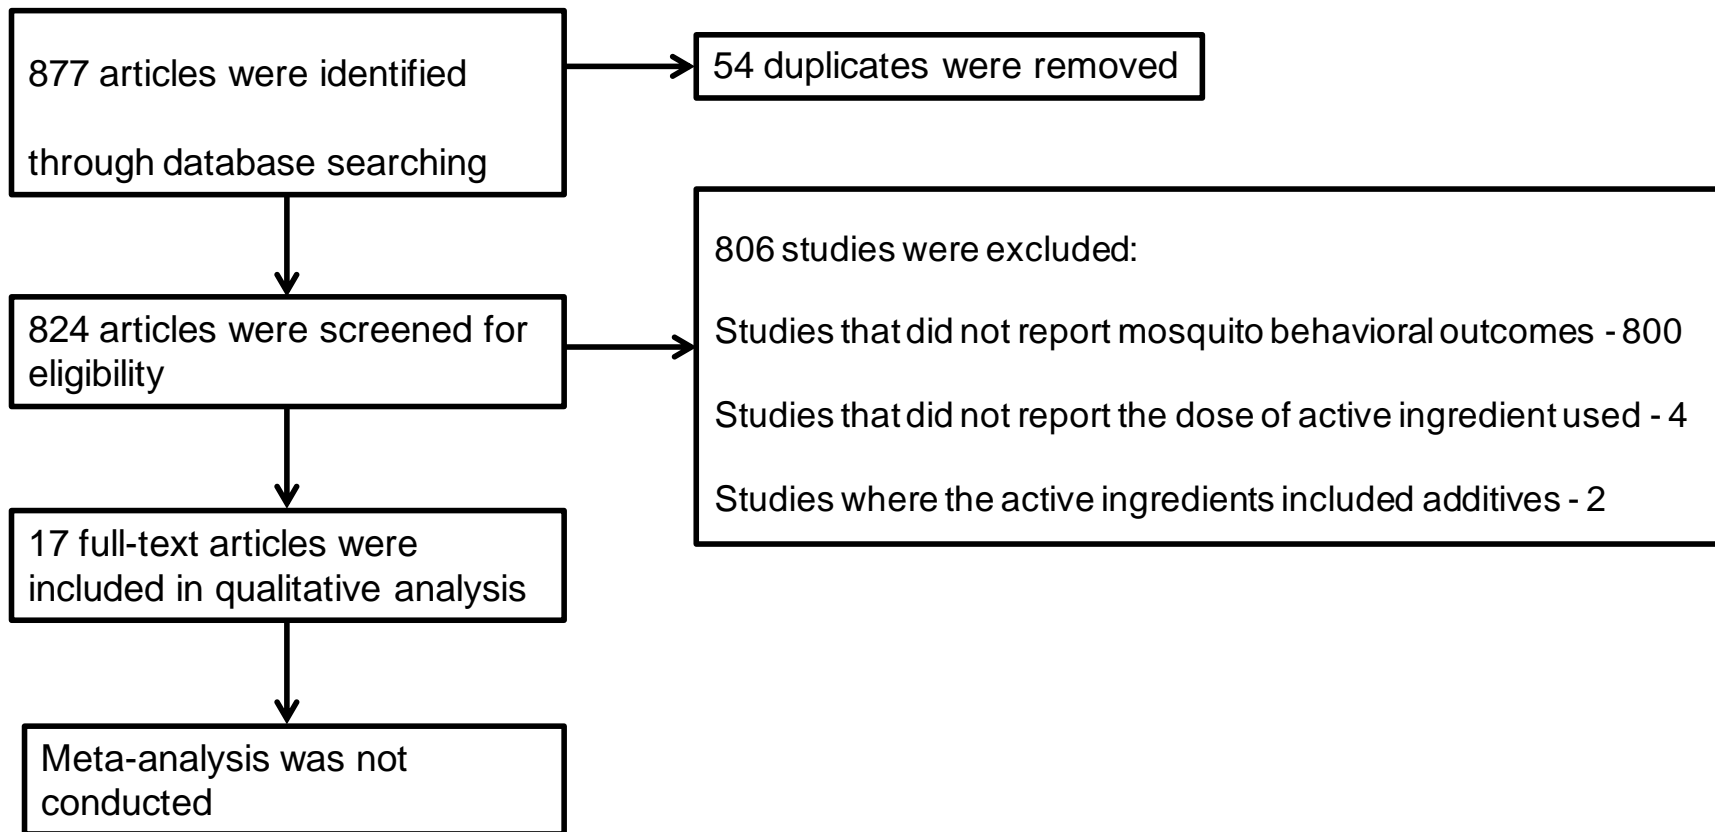 877 articles were identified
through database searching
54 duplicates were removed
824 articles were screened for
eligibility
806 studies were excluded:
Studies that did not report mosquito behavioral outcomes - 800
Studies that did not report the dose of active ingredient used - 4
Studies where the active ingredients included additives - 2
17 full-text articles were
included in qualitative analysis
Meta-analysis was not
conducted